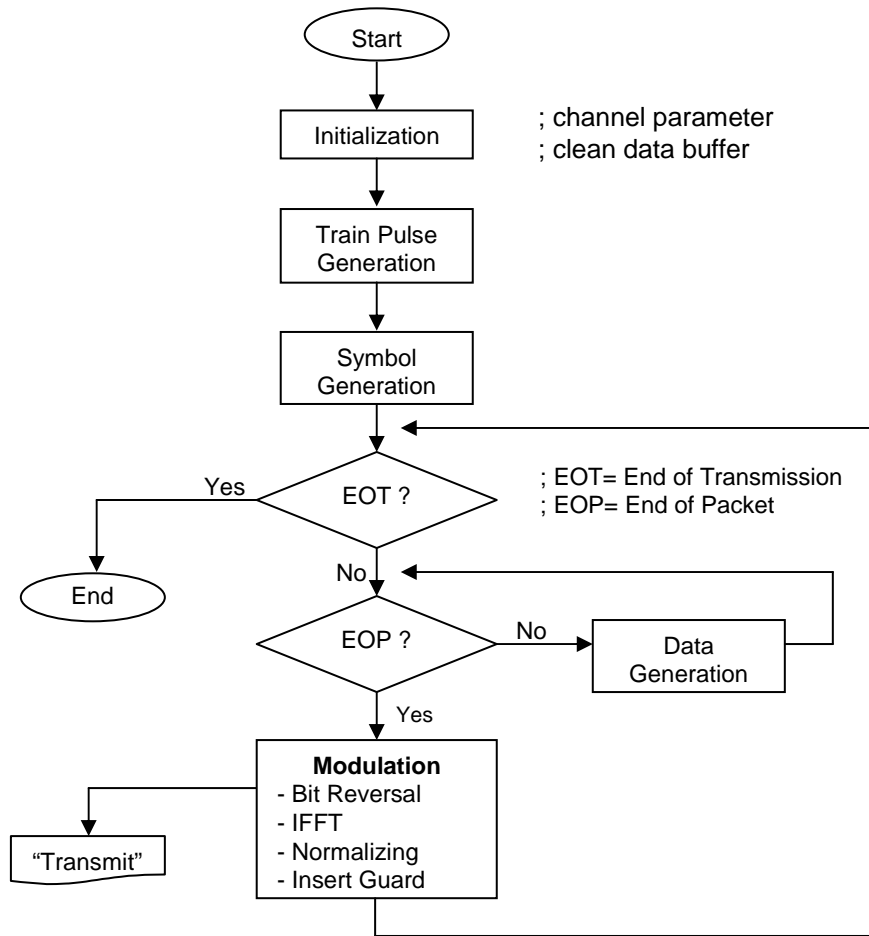 Start
Initialization
; channel parameter
; clean data buffer
Train Pulse
Generation
Symbol
Generation
EOT ?
Yes
; EOT= End of Transmission
; EOP= End of Packet
End
No
EOP ?
No
Data
Generation
Yes
Modulation
- Bit Reversal
- IFFT
- Normalizing
- Insert Guard
“Transmit”